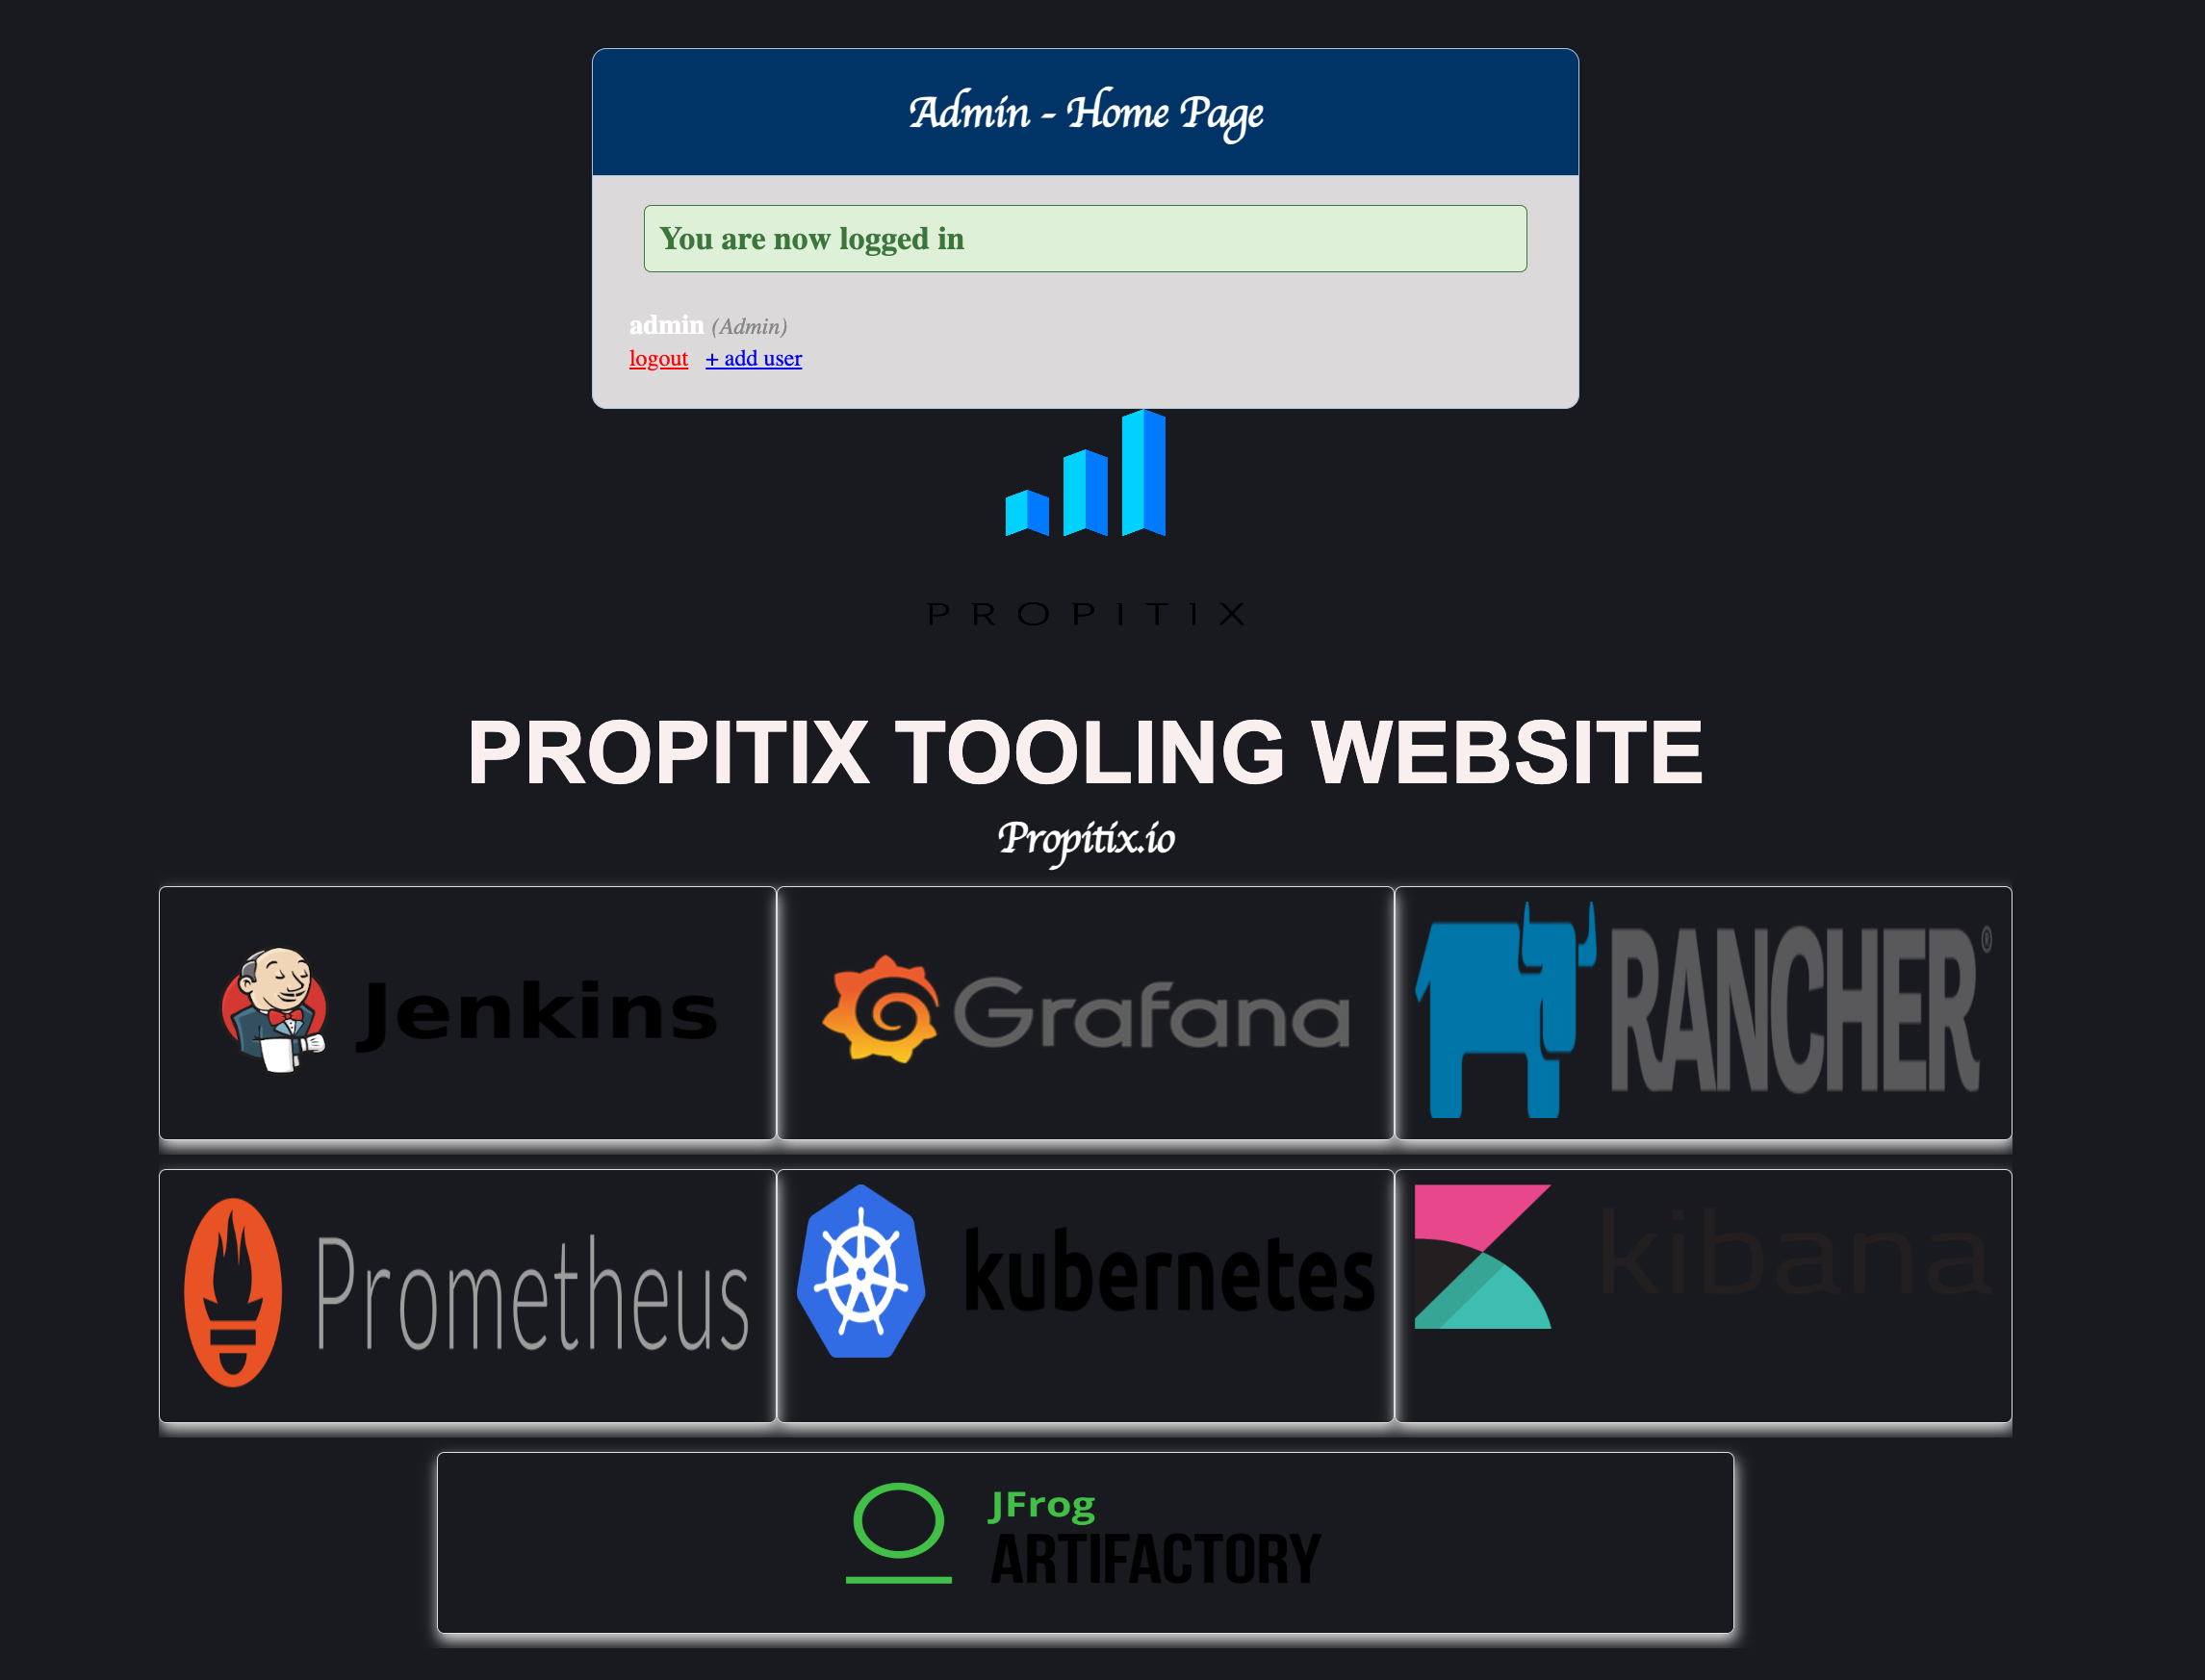 Admin - Home Page
You are now logged in
admin (Admin)
logout + add user
PROPITIX
PROPITIX TOOLING WEBSITE
Propitix.io
Jenkins
Grafana
RANCHER®
Prometheus
kubernetes
kibana
JFrog
ARTIFACTORY